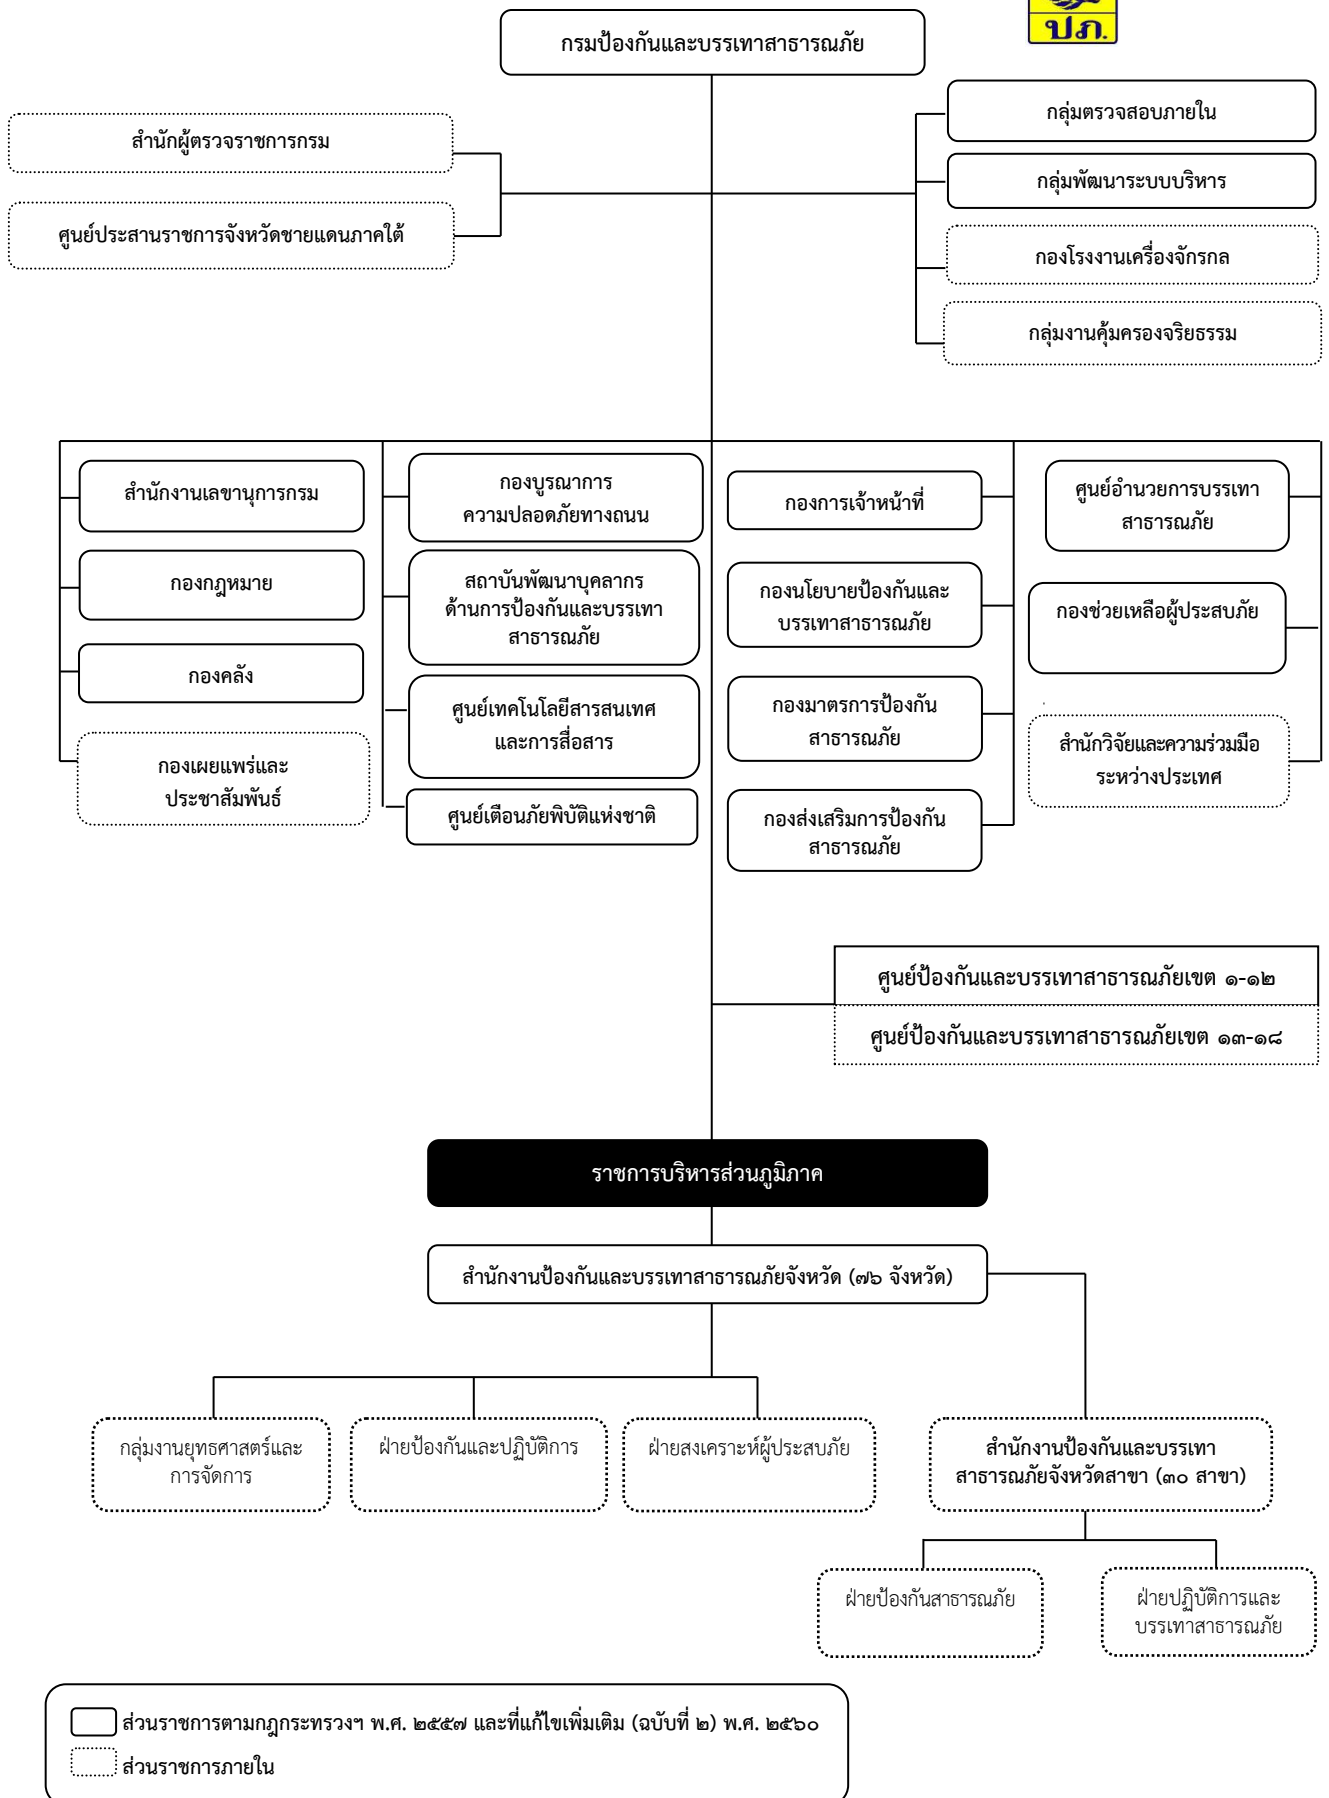 ปภ.
กรมป้องกันและบรรเทาสาธารณภัย
สำนักผู้ตรวจราชการกรม
ศูนย์ประสานราชการจังหวัดชายแดนภาคใต้
กลุ่มตรวจสอบภายใน
กลุ่มพัฒนาระบบบริหาร
กองโรงงานเครื่องจักรกล
กลุ่มงานคุ้มครองจริยธรรม
สำนักงานเลขานุการกรม
กองกฎหมาย
กองคลัง
กองเผยแพร่และ
ประชาสัมพันธ์
กองบูรณาการ
ความปลอดภัยทางถนน
สถาบันพัฒนาบุคลากร
ด้านการป้องกันและบรรเทา
สาธารณภัย
ศูนย์เทคโนโลยีสารสนเทศ
และการสื่อสาร
ศูนย์เตือนภัยพิบัติแห่งชาติ
กองการเจ้าหน้าที่
กองนโยบายป้องกันและ
บรรเทาสาธารณภัย
กองมาตรการป้องกัน
สาธารณภัย
กองส่งเสริมการป้องกัน
สาธารณภัย
ศูนย์อำนวยการบรรเทา
สาธารณภัย
กองช่วยเหลือผู้ประสบภัย
สำนักวิจัยและความร่วมมือ
ระหว่างประเทศ
ศูนย์ป้องกันและบรรเทาสาธารณภัยเขต ๑-๑๒
ศูนย์ป้องกันและบรรเทาสาธารณภัยเขต ๑๓-๑๘
ราชการบริหารส่วนภูมิภาค
สำนักงานป้องกันและบรรเทาสาธารณภัยจังหวัด (๗๖ จังหวัด)
กลุ่มงานยุทธศาสตร์และ
การจัดการ
ฝ่ายป้องกันและปฏิบัติการ
ฝ่ายสงเคราะห์ผู้ประสบภัย
สำนักงานป้องกันและบรรเทา
สาธารณภัยจังหวัดสาขา (๓๐ สาขา)
ฝ่ายป้องกันสาธารณภัย
ฝ่ายปฏิบัติการและ
บรรเทาสาธารณภัย
ส่วนราชการตามกฎกระทรวงฯ พ.ศ. ๒๕๕๗ และที่แก้ไขเพิ่มเติม (ฉบับที่ ๒) พ.ศ. ๒๕๖๐
ส่วนราชการภายใน